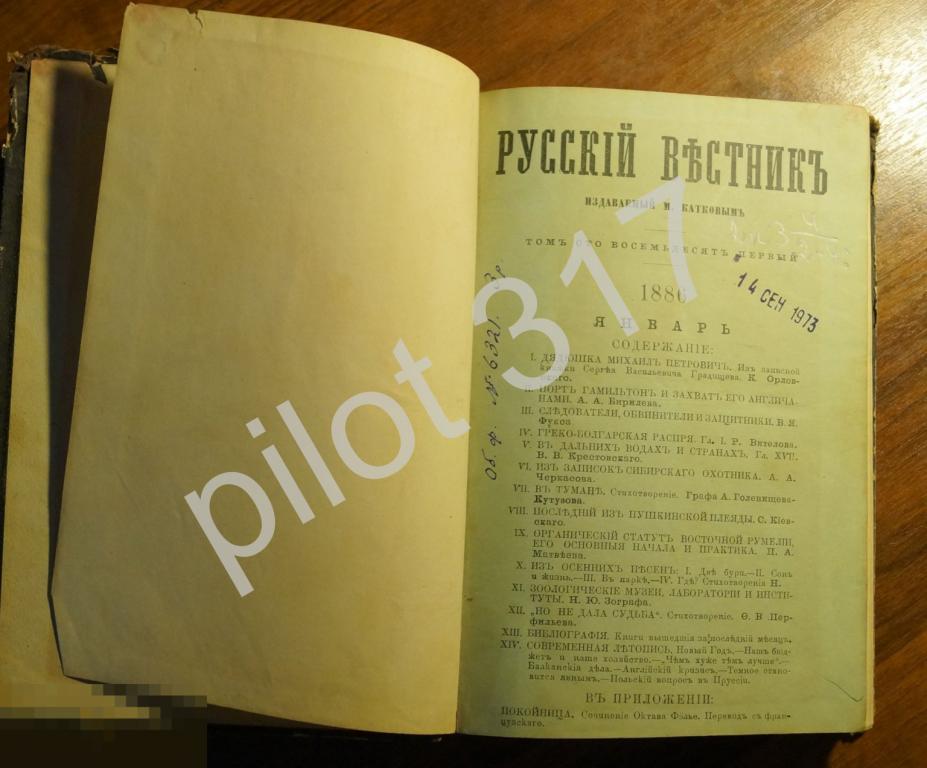 РУССКІЙ ВѢСТНИКЪ
ИЗДАВАЕМЫЙ М. КАТКОВЫМЪ
ТОМЪ СТО ВОСЕМЬДЕСЯТЪ ПЕРВЫЙ
1886
14 СЕН 1973
ЯНВАРЬ
СОДЕРЖАНІЕ:
I. ДЯДЮШКА МИХАИЛЪ ПЕТРОВИЧЪ. Изъ записной
книжки Сергѣя Васильевича Градищева. К. Орлов-
скаго.
II. ПОРТЪ ГАМИЛЬТОНЪ И ЗАХВАТЪ ЕГО АНГЛИЧА-
НАМИ. А. А. Бирилева.
III. СЛѢДОВАТЕЛИ, ОБВИНИТЕЛИ И ЗАЩИТНИКИ. В. Я.
Фукса
IV. ГРЕКО-БОЛГАРСКАЯ РАСПРЯ. Гл. I. Р. Вителова.
V. ВЪ ДАЛЬНИХЪ ВОДАХЪ И СТРАНАХЪ. Гл. XVII.
В. В. Крестовскаго.
VI. ИЗЪ ЗАПИСОКЪ СИБИРСКАГО ОХОТНИКА. А. А.
Черкасова.
VII. ВЪ ТУМАНѢ. Стихотвореніе. Графа А. Голенищева-
Кутузова.
VIII. ПОСЛѢДНІЙ ИЗЪ ПУШКИНСКОЙ ПЛЕЯДЫ. С. Кіев-
скаго.
IX. ОРГАНИЧЕСКІЙ СТАТУТЪ ВОСТОЧНОЙ РУМЕЛІИ,
ЕГО ОСНОВНЫЯ НАЧАЛА И ПРАКТИКА. П. А.
Матвѣева.
X. ИЗЪ ОСЕННИХЪ ПѢСЕНЪ: I. Двѣ бури.—II. Сонъ
и жизнь.—III. Въ паркѣ.—IV. Гдѣ? Стихотворенія Н.
XI. ЗООЛОГИЧЕСКІЕ МУЗЕИ, ЛАБОРАТОРІИ И ИНСТИ-
ТУТЫ. Н. Ю. Зографа.
XII. „НО НЕ ДАЛА СУДЬБА“. Стихотвореніе. Ѳ. В. Пер-
фильева.
XIII. БИБЛІОГРАФІЯ. Книги вышедшія за послѣдній мѣсяцъ.
XIV. СОВРЕМЕННАЯ ЛѢТОПИСЬ. Новый Годъ.—Нашъ бюд-
жетъ и наше хозяйство.—„Чѣмъ хуже тѣмъ лучше“.—
Балканскія дѣла.—Англійскій кризисъ.—Темное стано-
вится явнымъ.—Польскій вопросъ въ Пруссіи.
ВЪ ПРИЛОЖЕНІИ:
ПОКОЙНИЦА. Сочиненіе Октава Фёлье. Переводъ съ фран-
цузскаго.
Об. ф. № 6321. 3р.
pilot 317